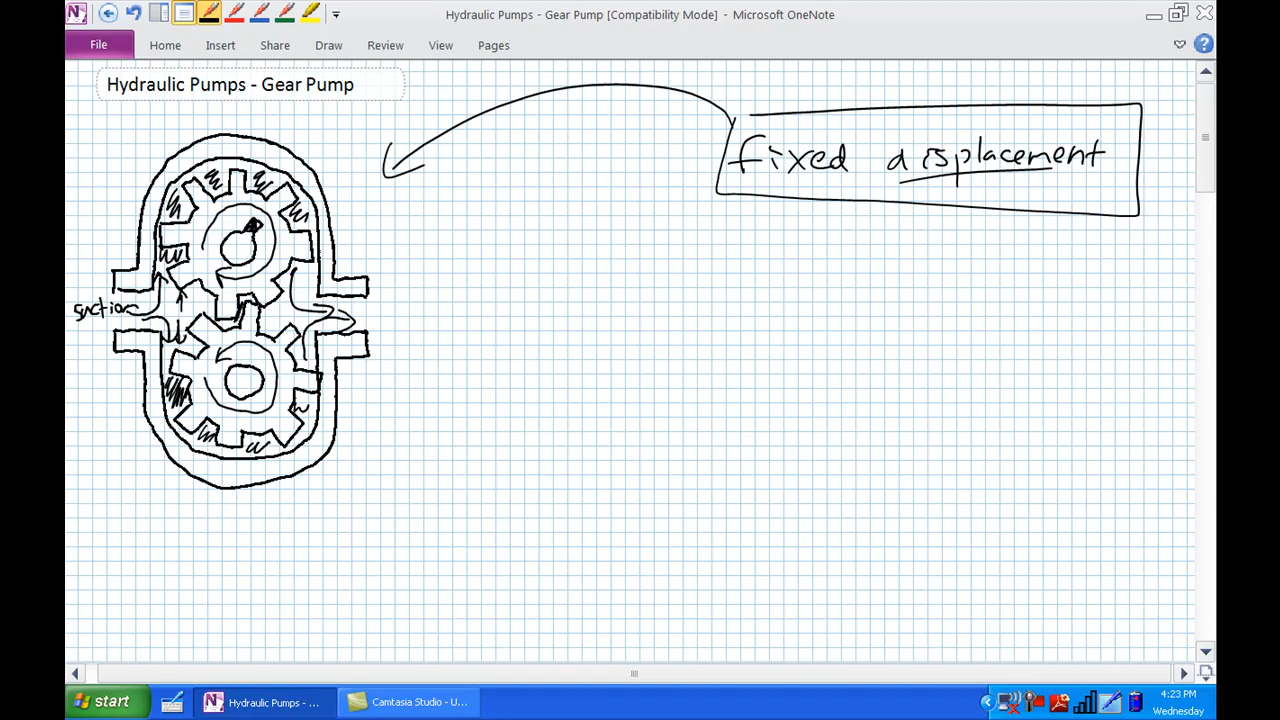 Hydraulic Pumps - Gear Pump [Compatibility Mode] - Microsoft OneNote
File Home Insert Share Draw Review View Pages
Hydraulic Pumps - Gear Pump
fixed displacement
suction
start
Hydraulic Pumps - ...
Camtasia Studio - U...
4:23 PM
Wednesday